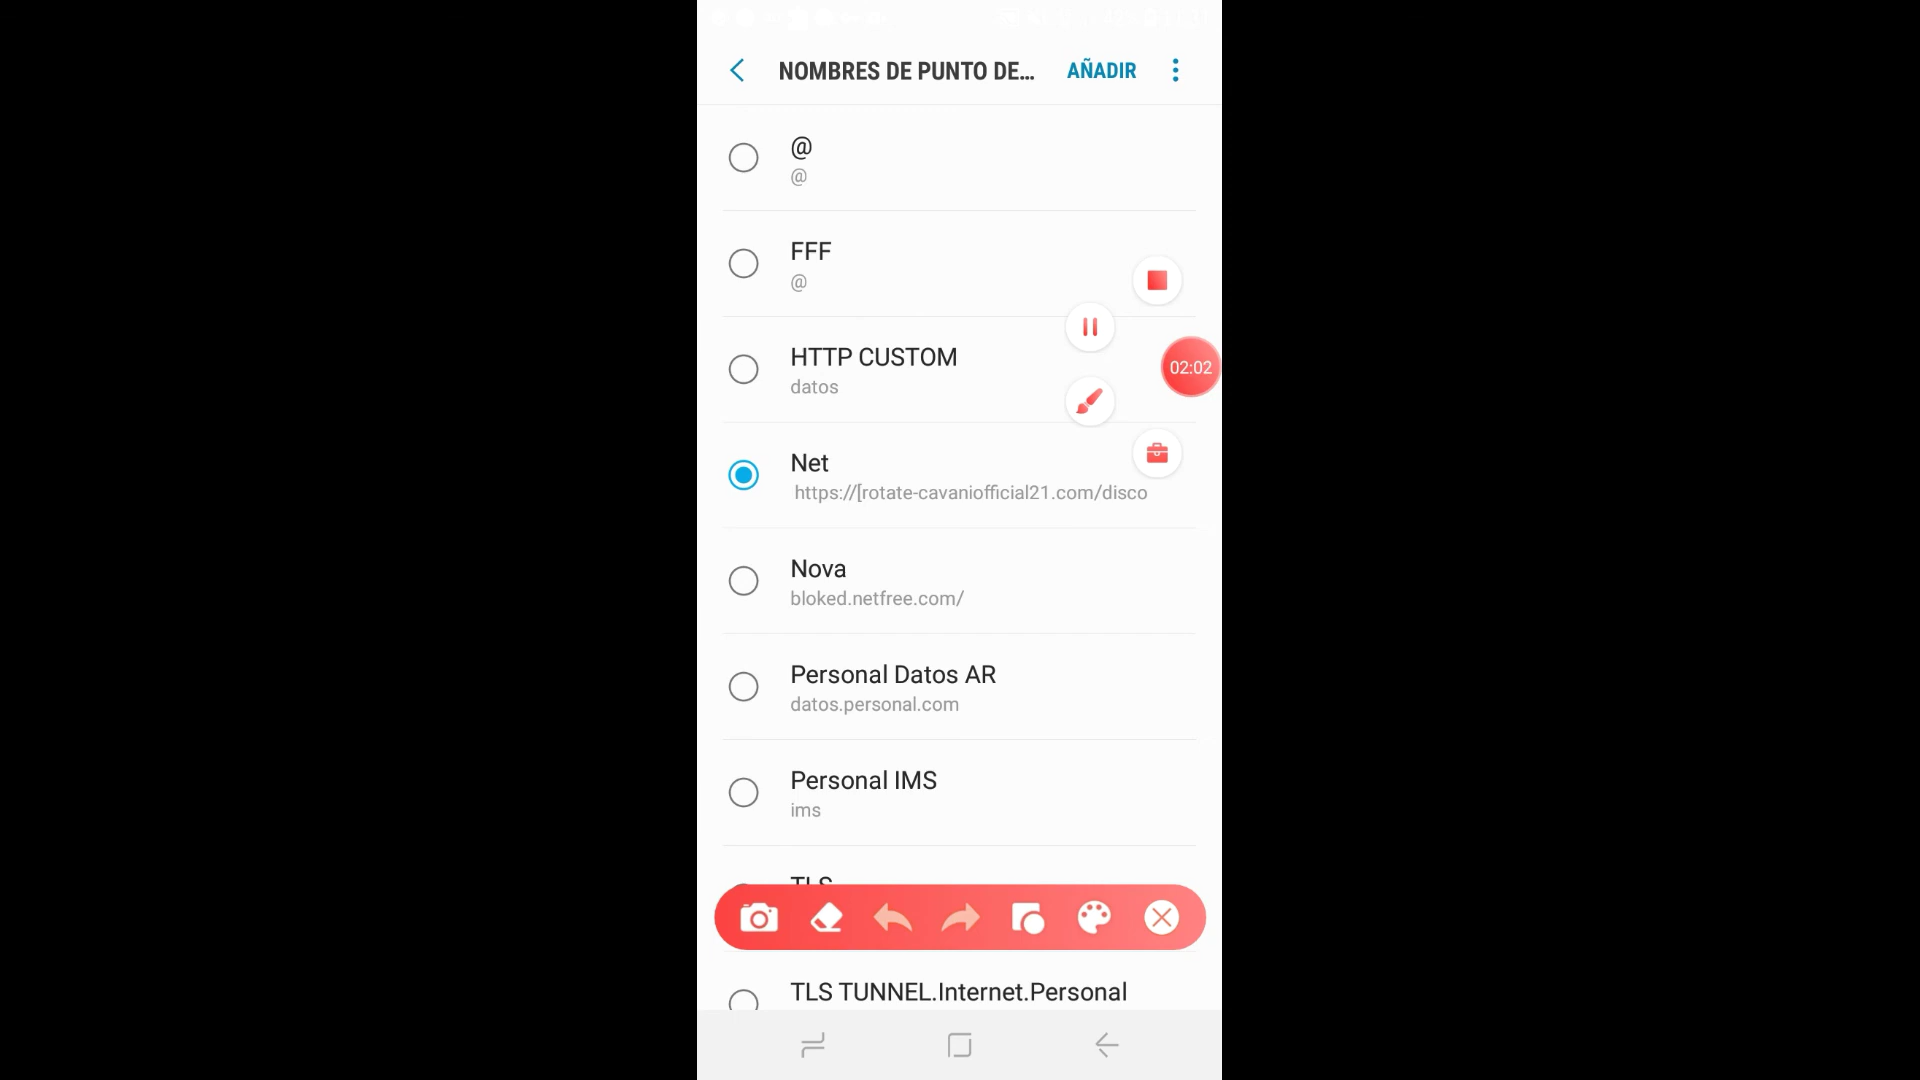 NOMBRES DE PUNTO DE... AÑADIR
@
@
FFF
@
HTTP CUSTOM
datos
02:02
Net
https://[rotate-cavaniofficial21.com/disco
Nova
bloked.netfree.com/
Personal Datos AR
datos.personal.com
Personal IMS
ims
TLS
TLS TUNNEL.Internet.Personal